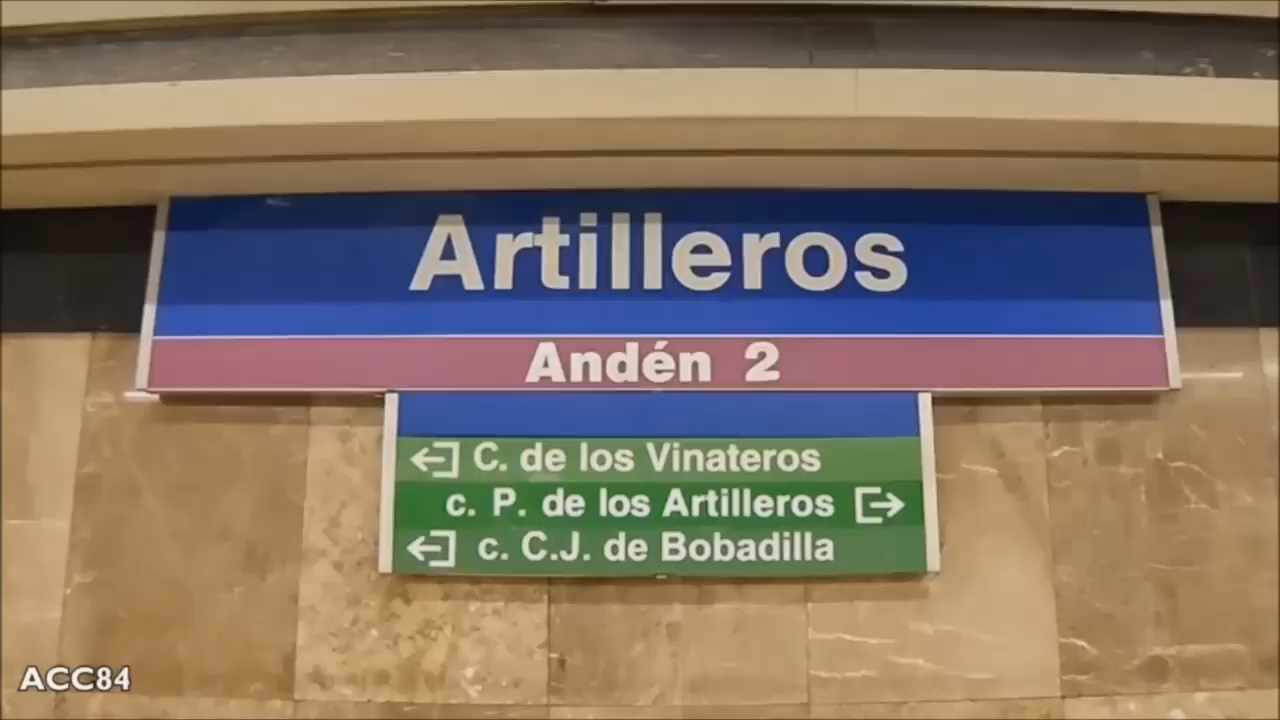 Artilleros
Andén 2
C. de los Vinateros
c. P. de los Artilleros
c. C.J. de Bobadilla
ACC84